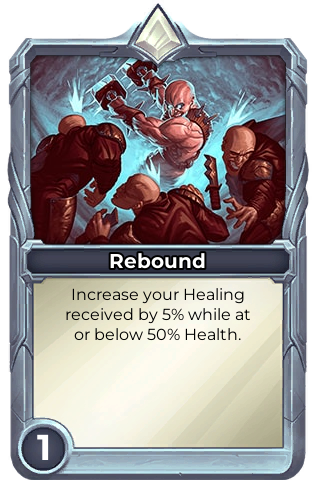 Rebound
Increase your Healing
received by 5% while at
or below 50% Health.
1